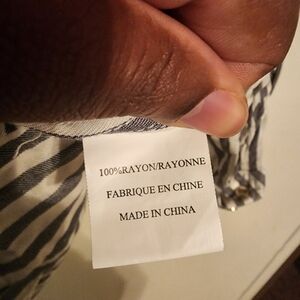 100%RAYON/RAYONNE
FABRIQUE EN CHINE
MADE IN CHINA